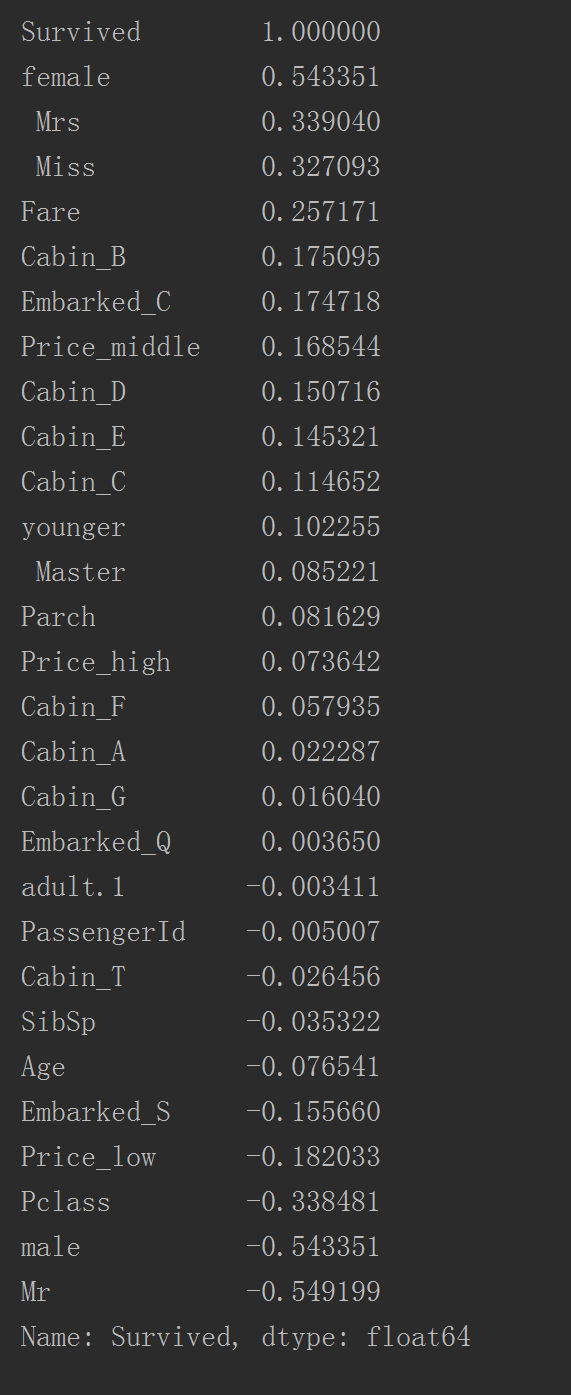 Survived        1.000000
female          0.543351
 Mrs            0.339040
 Miss           0.327093
Fare            0.257171
Cabin_B         0.175095
Embarked_C      0.174718
Price_middle    0.168544
Cabin_D         0.150716
Cabin_E         0.145321
Cabin_C         0.114652
younger         0.102255
 Master         0.085221
Parch           0.081629
Price_high      0.073642
Cabin_F         0.057935
Cabin_A         0.022287
Cabin_G         0.016040
Embarked_Q      0.003650
adult.1        -0.003411
PassengerId    -0.005007
Cabin_T        -0.026456
SibSp          -0.035322
Age            -0.076541
Embarked_S     -0.155660
Price_low      -0.182033
Pclass         -0.338481
male           -0.543351
Mr             -0.549199
Name: Survived, dtype: float64